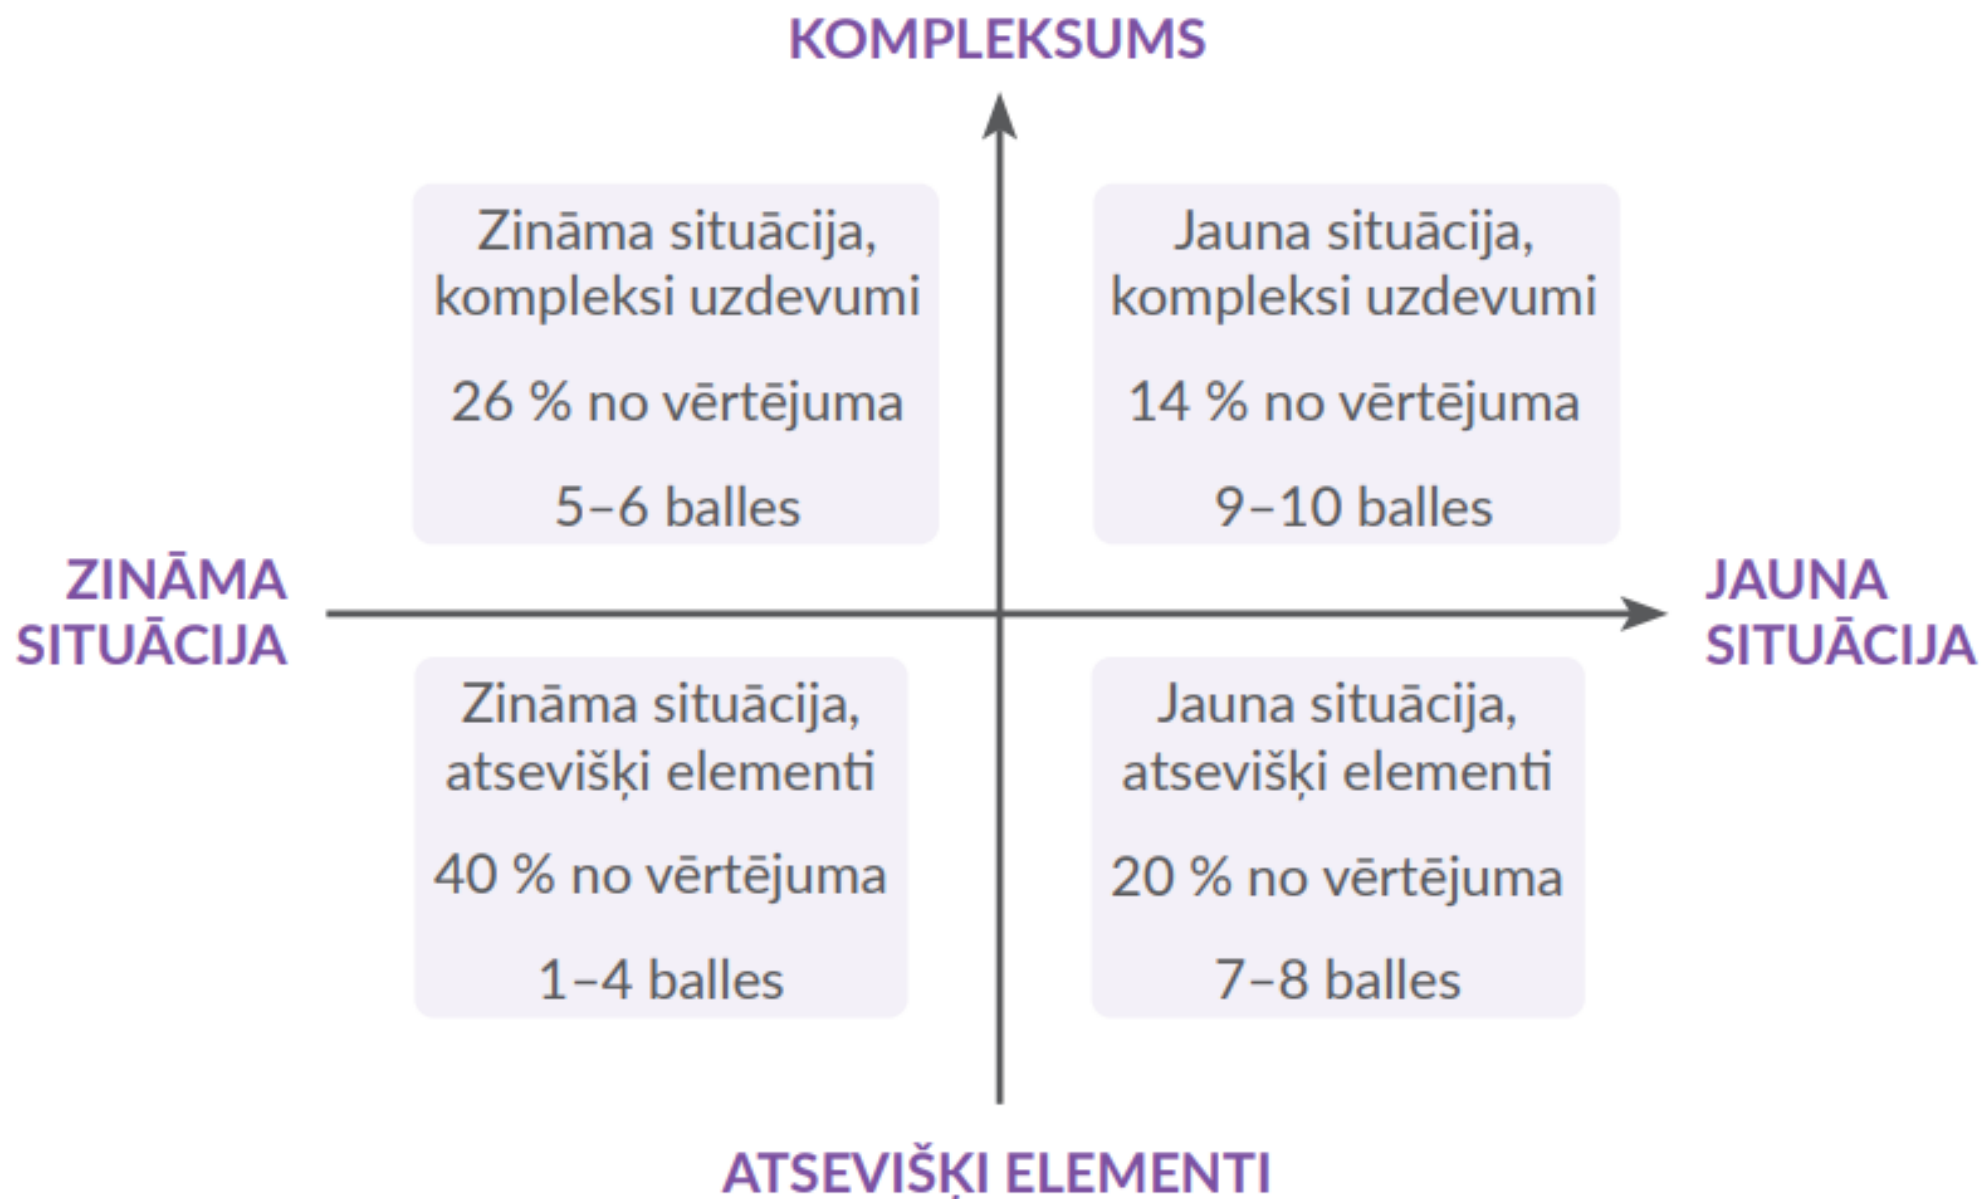 KOMPLEKSUMS
Zināma situācija,
kompleksi uzdevumi
26 % no vērtējuma
5–6 balles
Jauna situācija,
kompleksi uzdevumi
14 % no vērtējuma
9–10 balles
ZINĀMA
SITUĀCIJA
JAUNA
SITUĀCIJA
Zināma situācija,
atsevišķi elementi
40 % no vērtējuma
1–4 balles
Jauna situācija,
atsevišķi elementi
20 % no vērtējuma
7–8 balles
ATSEVIŠĶI ELEMENTI